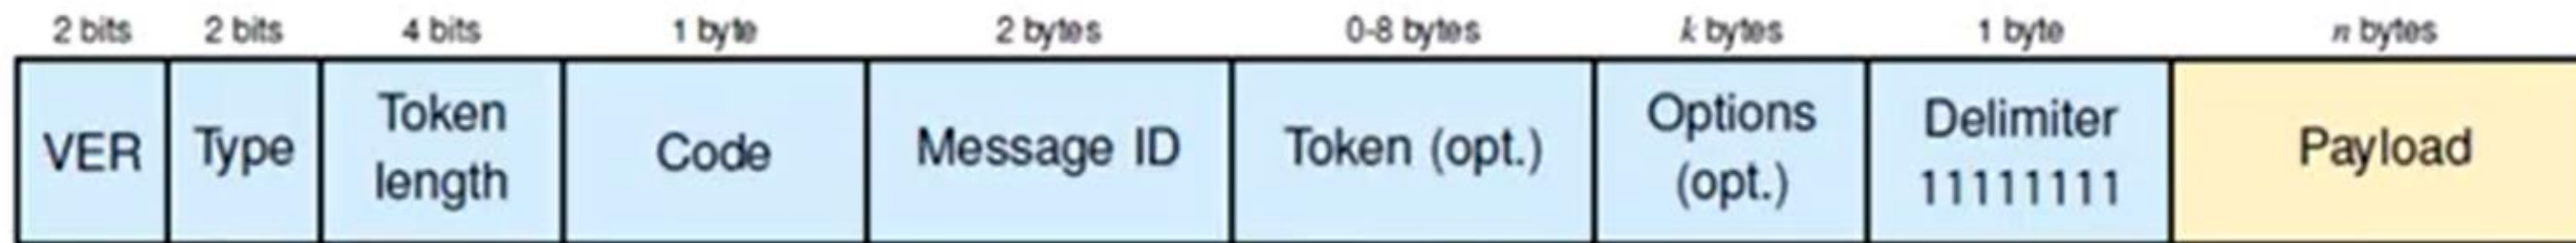 2 bits 2 bits 4 bits 1 byte 2 bytes 0-8 bytes k bytes 1 byte n bytes
VER Type Token length Code Message ID Token (opt.) Options (opt.) Delimiter 11111111 Payload